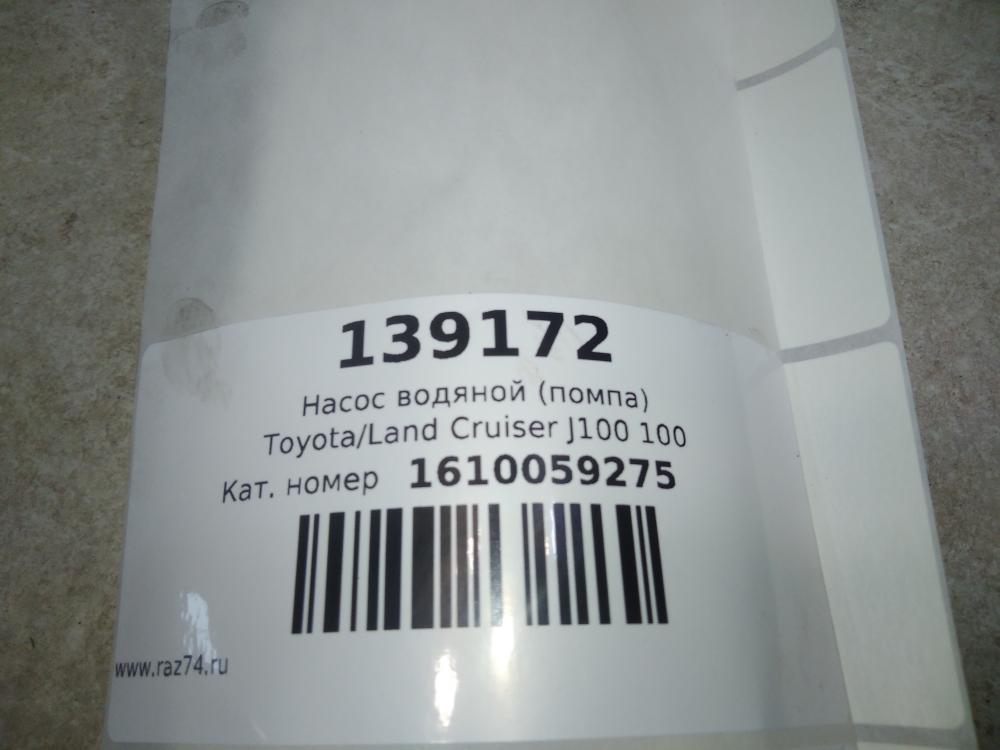 139172
Насос водяной (помпа)
Toyota/Land Cruiser J100 100
Кат. номер 1610059275
www.raz74.ru